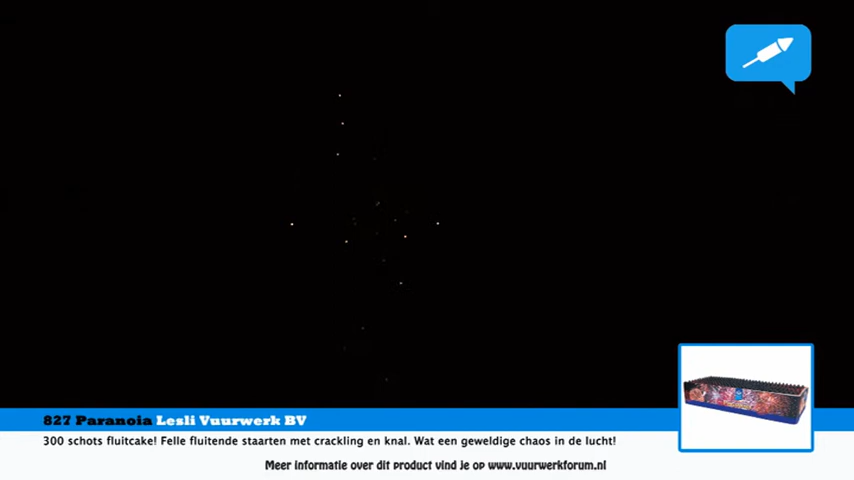 827 Paranoia Lesli Vuurwerk BV
300 schots fluitcake! Felle fluitende staarten met crackling en knal. Wat een geweldige chaos in de lucht!
Meer informatie over dit product vind je op www.vuurwerkforum.nl